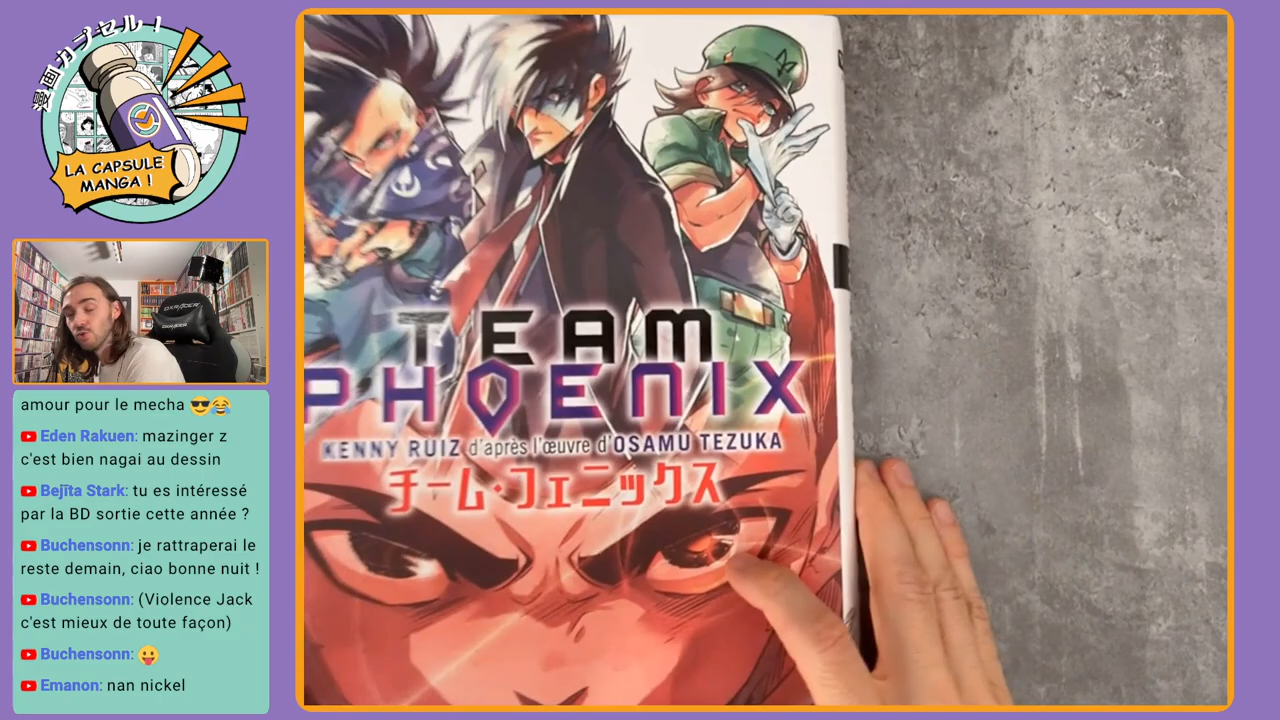 漫画カプセル!
LA CAPSULE
MANGA !
DXRACER
DXRACER
TEAM
PHOENIX
KENNY RUIZ d'après l'œuvre d'OSAMU TEZUKA
チーム・フェニックス
amour pour le mecha 😎😂
Eden Rakuen: mazinger z
c'est bien nagai au dessin
Bejīta Stark: tu es intéressé
par la BD sortie cette année ?
Buchensonn: je rattraperai le
reste demain, ciao bonne nuit !
Buchensonn: (Violence Jack
c'est mieux de toute façon)
Buchensonn: 😛
Emanon: nan nickel